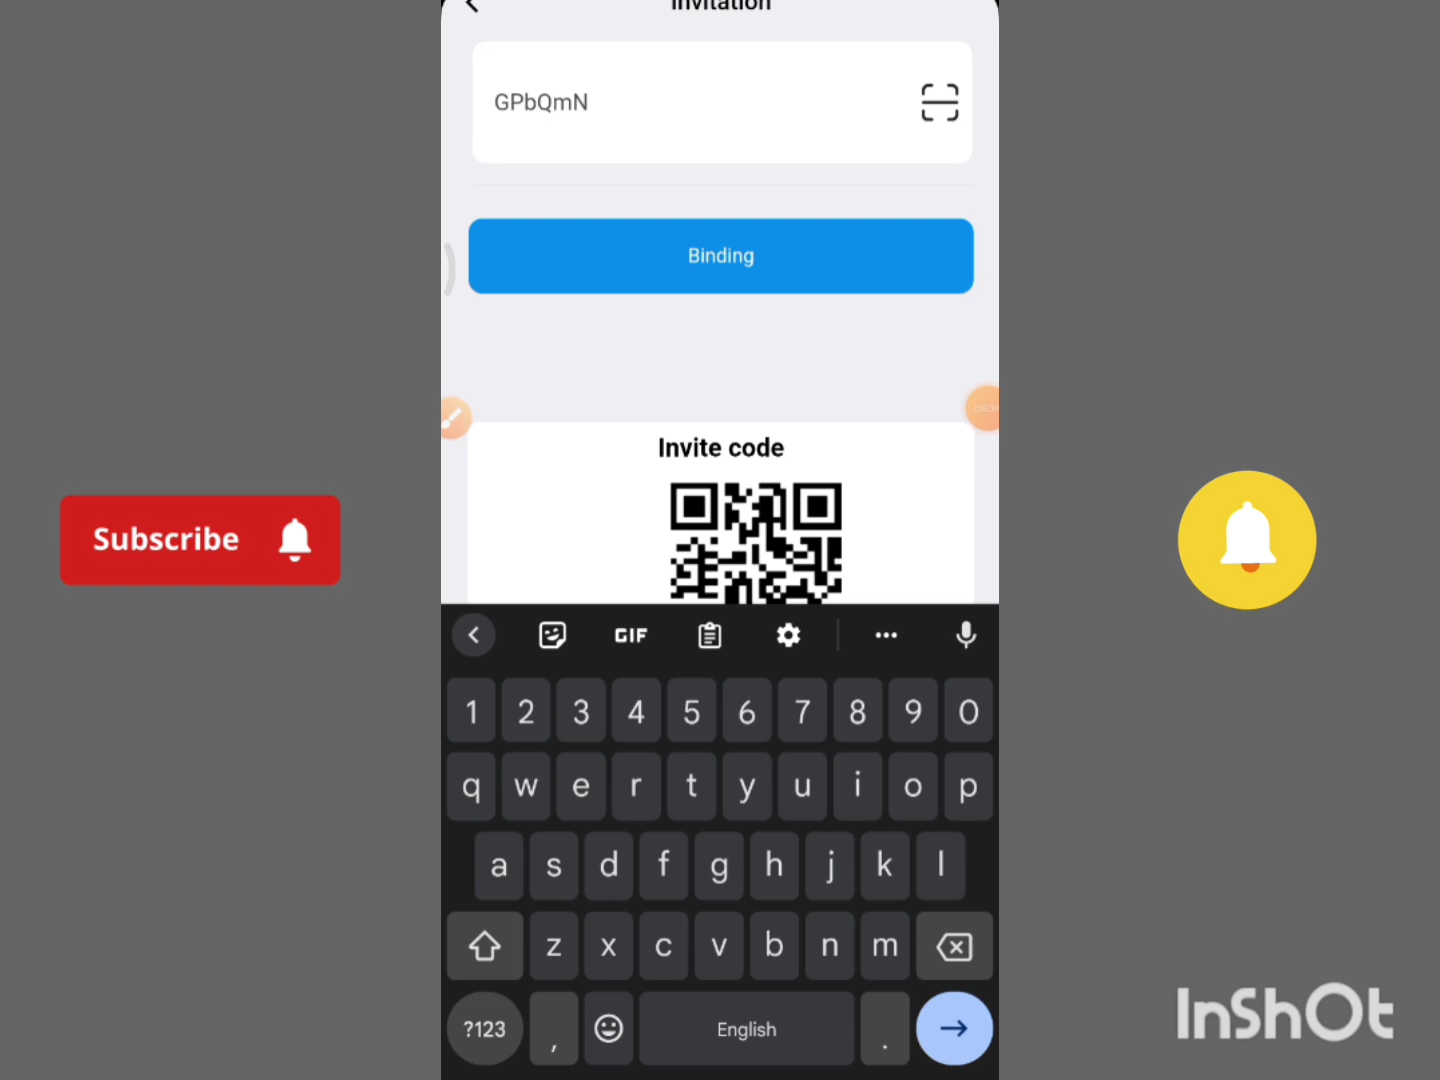 Invitation
GPbQmN
Binding
Invite code
Subscribe
GIF
1 2 3 4 5 6 7 8 9 0
q w e r t y u i o p
a s d f g h j k l
z x c v b n m
?123 , English .
InShOt